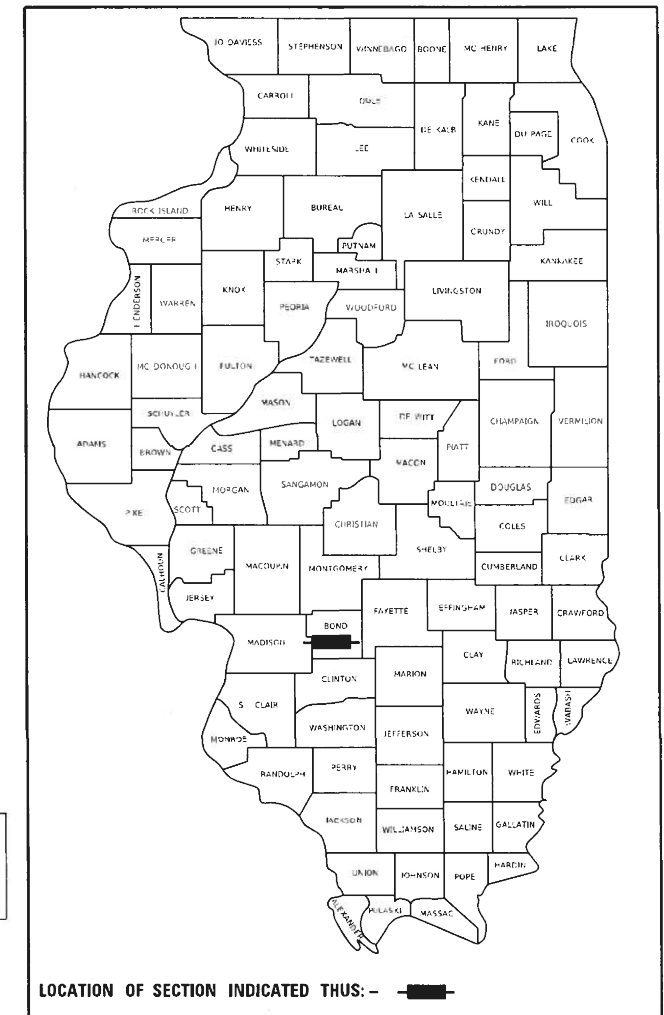 JO DAVIESS STEPHENSON WINNEBAGO BOONE MC HENRY LAKE
CARROLL OGLE
DE KALB KANE DU PAGE COOK
WHITESIDE LEE
KENDALL
ROCK ISLAND HENRY BUREAU LA SALLE WILL
GRUNDY
MERCER PUTNAM
STARK MARSHALL KANKAKEE
HENDERSON WARREN KNOX PEORIA WOODFORD LIVINGSTON IROQUOIS
HANCOCK MC DONOUGH FULTON TAZEWELL MC LEAN FORD
SCHUYLER MASON LOGAN DE WITT CHAMPAIGN VERMILION
ADAMS BROWN CASS MENARD MACON PIATT
PIKE SCOTT MORGAN SANGAMON MOULTRIE DOUGLAS EDGAR
CHRISTIAN COLES
CALHOUN GREENE MACOUPIN MONTGOMERY SHELBY CUMBERLAND CLARK
JERSEY
FAYETTE EFFINGHAM JASPER CRAWFORD
MADISON BOND
CLAY RICHLAND LAWRENCE
CLINTON MARION
S CLAIR WAYNE EDWARDS WABASH
MONROE WASHINGTON JEFFERSON
RANDOLPH PERRY HAMILTON WHITE
FRANKLIN
JACKSON WILLIAMSON SALINE GALLATIN
UNION JOHNSON POPE HARDIN
ALEXANDER PULASKI MASSAC
LOCATION OF SECTION INDICATED THUS: –